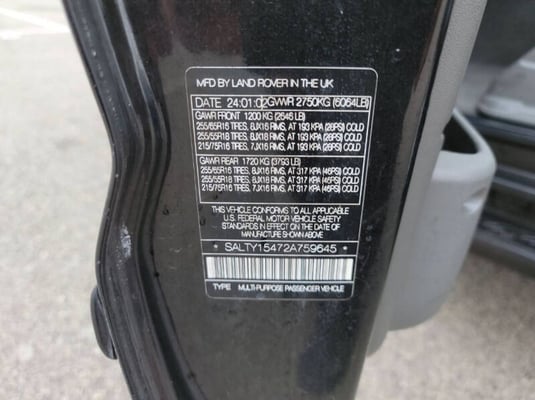 MFD BY LAND ROVER IN THE UK
DATE 24:01:02 GVWR 2750KG (6064LB)
GAWR FRONT 1200 KG (2646 LB)
255/65R16 TIRES, 8JX16 RIMS, AT 193 KPA (28PSI) COLD
255/55R18 TIRES, 8JX18 RIMS, AT 193 KPA (28PSI) COLD
215/75R16 TIRES, 7JX16 RIMS, AT 193 KPA (28PSI) COLD
GAWR REAR 1720 KG (3793 LB)
255/65R16 TIRES, 8JX16 RIMS, AT 317 KPA (46PSI) COLD
255/55R18 TIRES, 8JX18 RIMS, AT 317 KPA (46PSI) COLD
215/75R16 TIRES, 7JX16 RIMS, AT 317 KPA (46PSI) COLD
THIS VEHICLE CONFORMS TO ALL APPLICABLE
U.S. FEDERAL MOTOR VEHICLE SAFETY
STANDARDS IN EFFECT ON THE DATE OF
MANUFACTURE SHOWN ABOVE
SALTY15472A759645
TYPE MULTI-PURPOSE PASSENGER VEHICLE